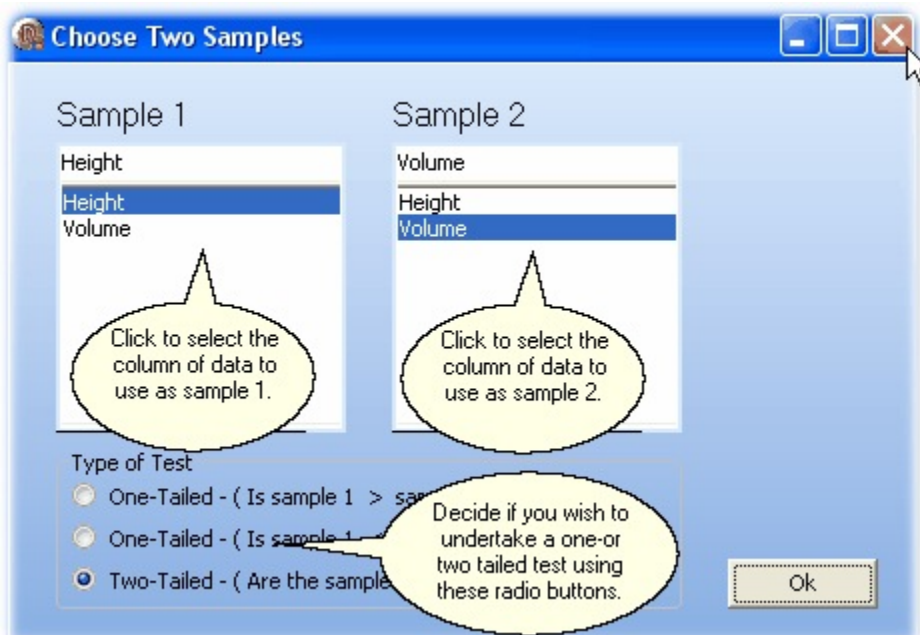 Choose Two Samples
Sample 1
Sample 2
Height
Volume
Height
Volume
Height
Volume
Click to select the
column of data to
use as sample 1.
Click to select the
column of data to
use as sample 2.
Type of Test
One-Tailed - ( Is sample 1 >
One-Tailed - ( Is sample 1
Two-Tailed - ( Are the sample
Decide if you wish to
undertake a one-or
two tailed test using
these radio buttons.
Ok